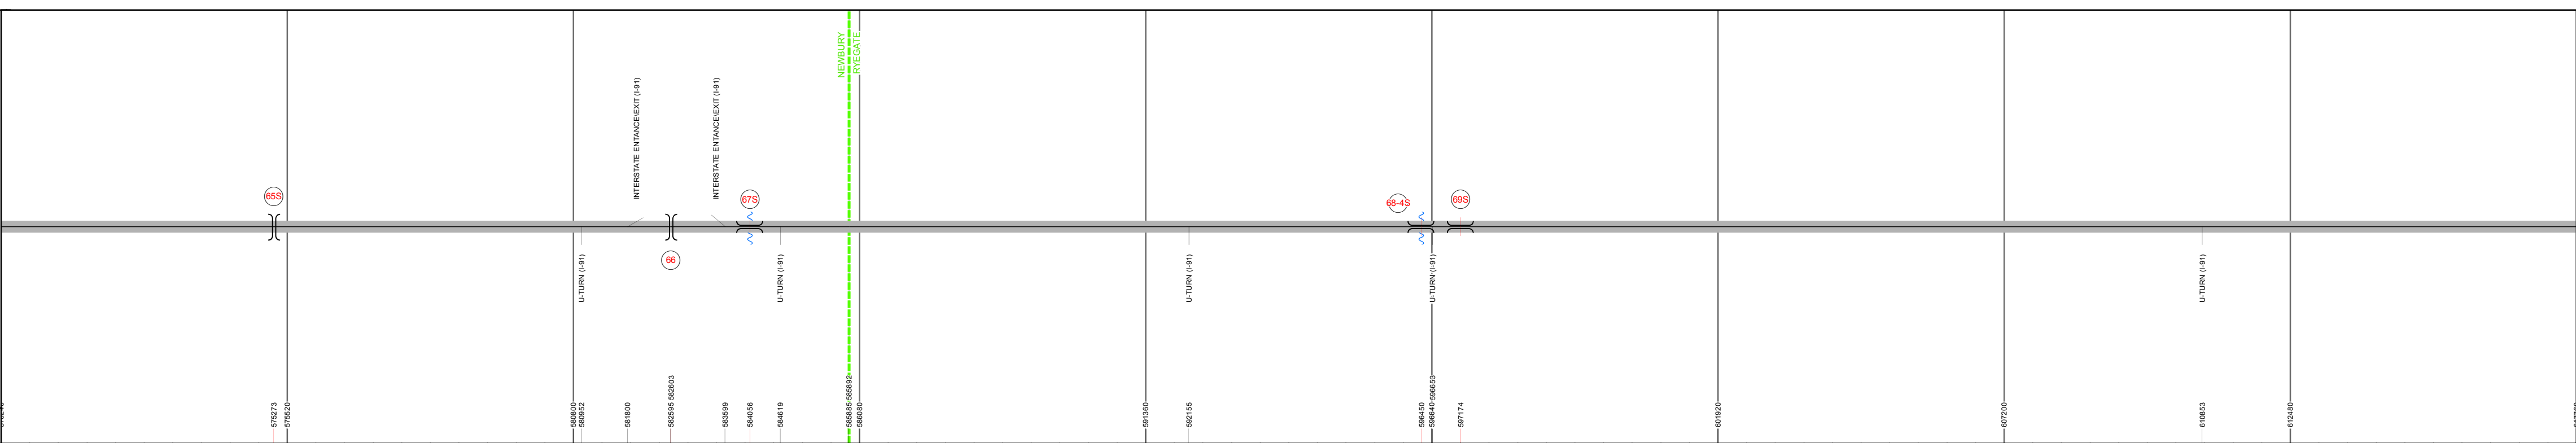 NEWBURY
RYEGATE
INTERSTATE ENTANCE\EXIT (I-91)
INTERSTATE ENTANCE\EXIT (I-91)
65S
67S
68-4S
69S
66
U-TURN (I-91)
U-TURN (I-91)
U-TURN (I-91)
U-TURN (I-91)
U-TURN (I-91)
575273
575520
580800
580952
581800
582595 582603
583599
584056
584619
585885 585892
586080
591360
592155
596450
596640 596653
597174
601920
607200
610853
612480